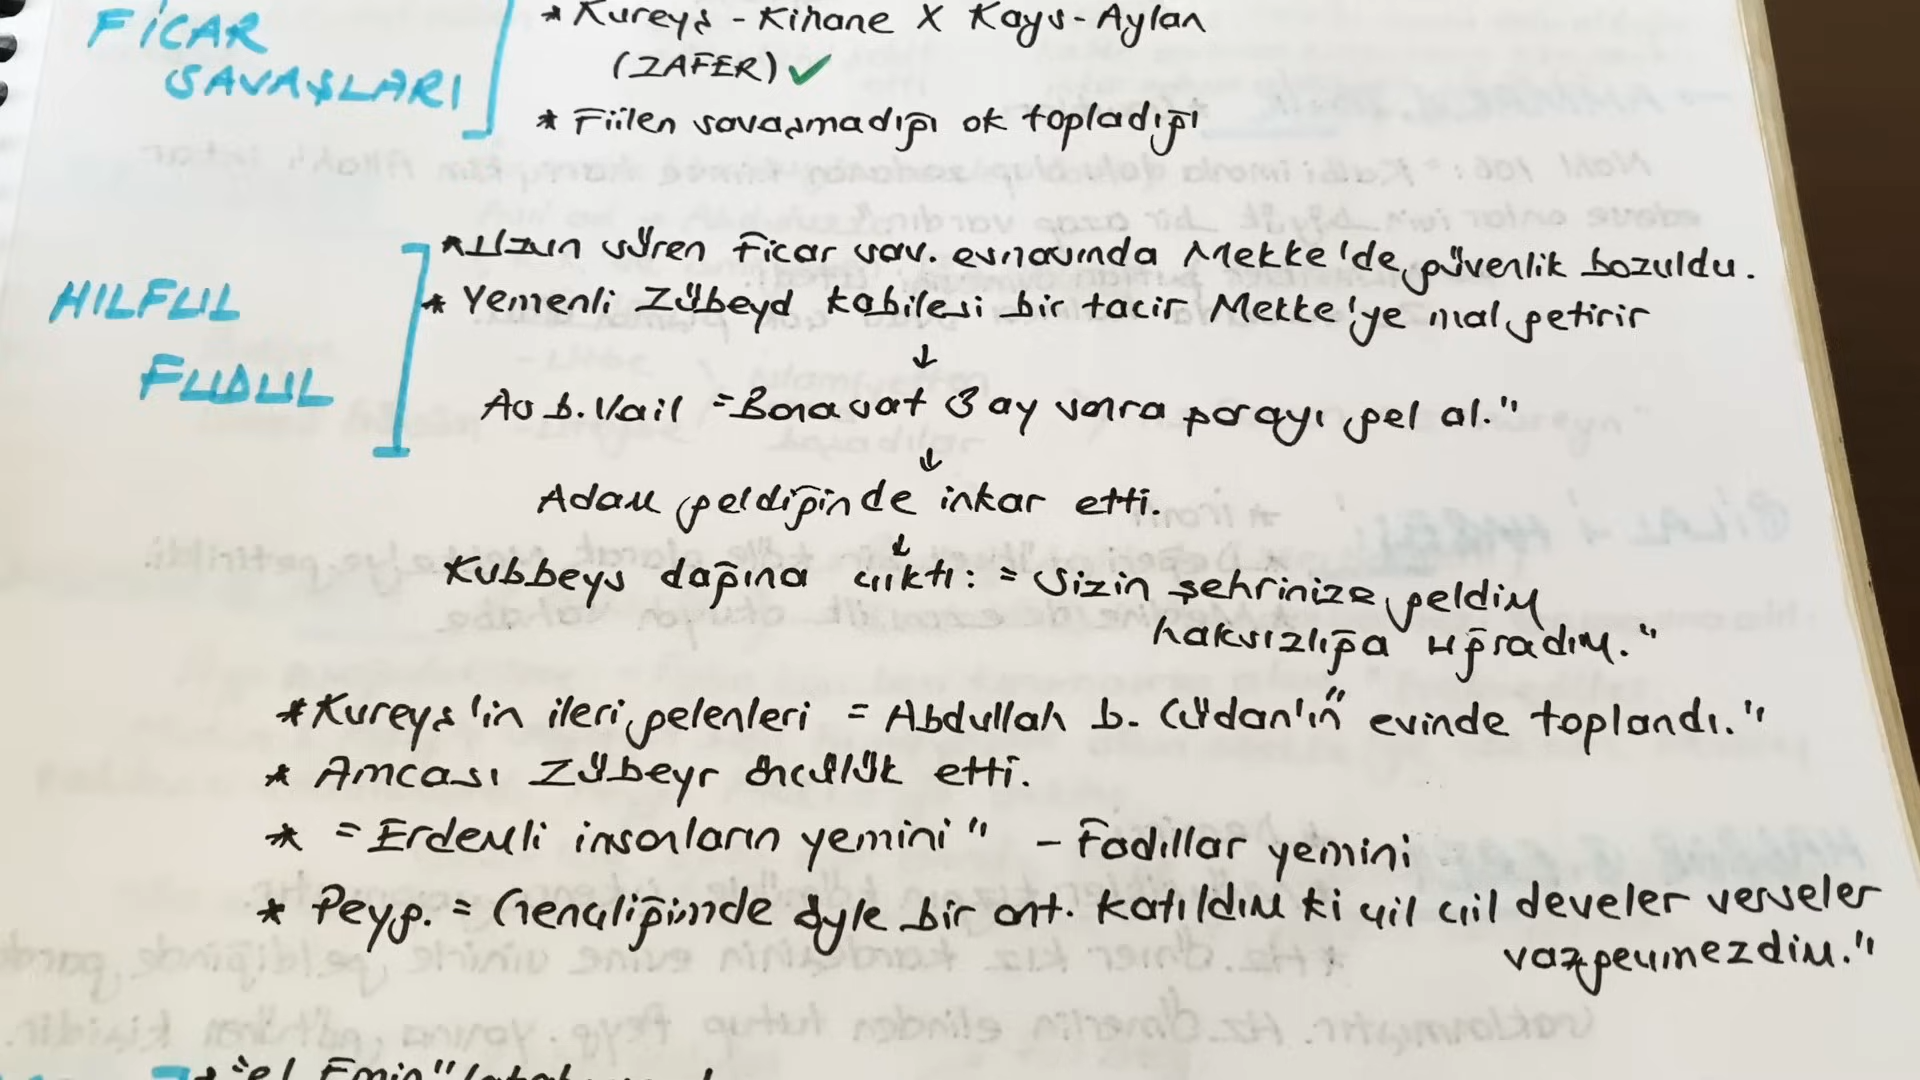 FİCAR
SAVAŞLARI
* Kureyş - Kinane X Kays - Aylan
(ZAFER) ✓
* Fiilen savaşmadığı ok topladığı
HILFUL
FUDUL
* Uzun süren Ficar sav. esnasında Mekke'de güvenlik bozuldu.
* Yemenli Zübeyd kabilesi bir tacir Mekke'ye mal getirir
↓
As b. Vail = Bana sat 3 ay sonra parayı gel al."
↓
Adam geldiğinde inkar etti.
↓
Kubbeys dağına çıktı: = Sizin şehrinize geldim
haksızlığa uğradım."
* Kureyş'in ileri gelenleri = Abdullah b. Cüdan'ın" evinde toplandı."
* Amcası Zübeyr öncülük etti.
* = Erdemli insanların yemini" - Fadıllar yemini
* Peyg. = Gençliğimde öyle bir ant. katıldım ki çil çil develer verseler
vazgeçmezdim."
"el Emin"